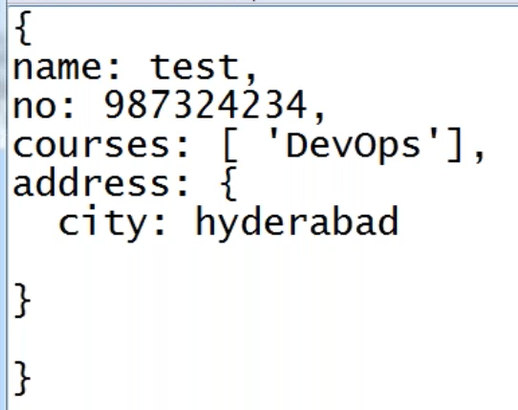 {
name: test,
no: 987324234,
courses: [ 'DevOps'],
address: {
  city: hyderabad
}
}